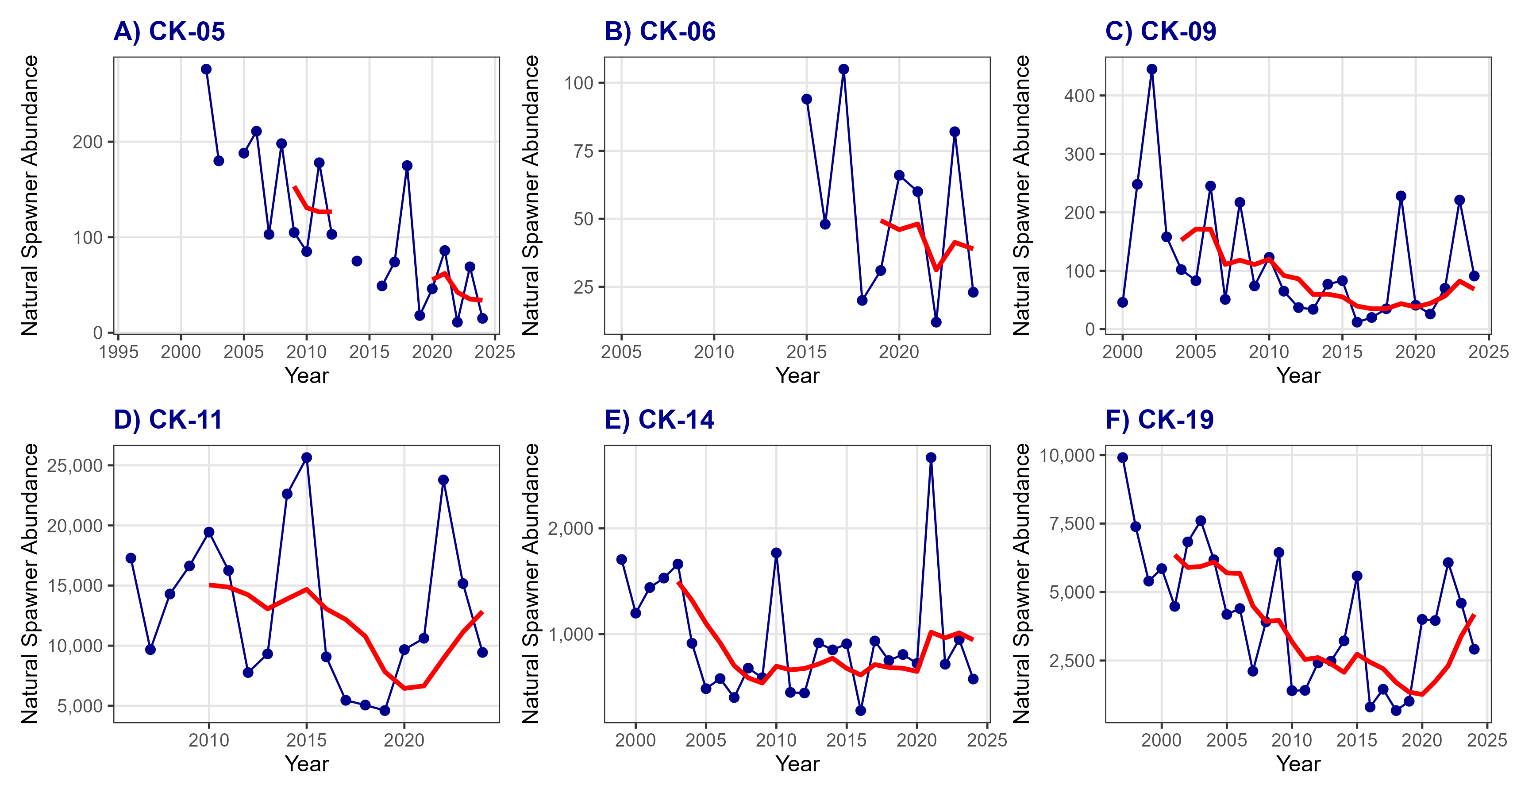 A) CK-05
Natural Spawner Abundance
200
100
0
1995 2000 2005 2010 2015 2020 2025
Year
B) CK-06
Natural Spawner Abundance
100
75
50
25
2005 2010 2015 2020
Year
C) CK-09
Natural Spawner Abundance
400
300
200
100
0
2000 2005 2010 2015 2020 2025
Year
D) CK-11
Natural Spawner Abundance
25,000
20,000
15,000
10,000
5,000
2010 2015 2020
Year
E) CK-14
Natural Spawner Abundance
2,000
1,000
2000 2005 2010 2015 2020 2025
Year
F) CK-19
Natural Spawner Abundance
10,000
7,500
5,000
2,500
2000 2005 2010 2015 2020 2025
Year